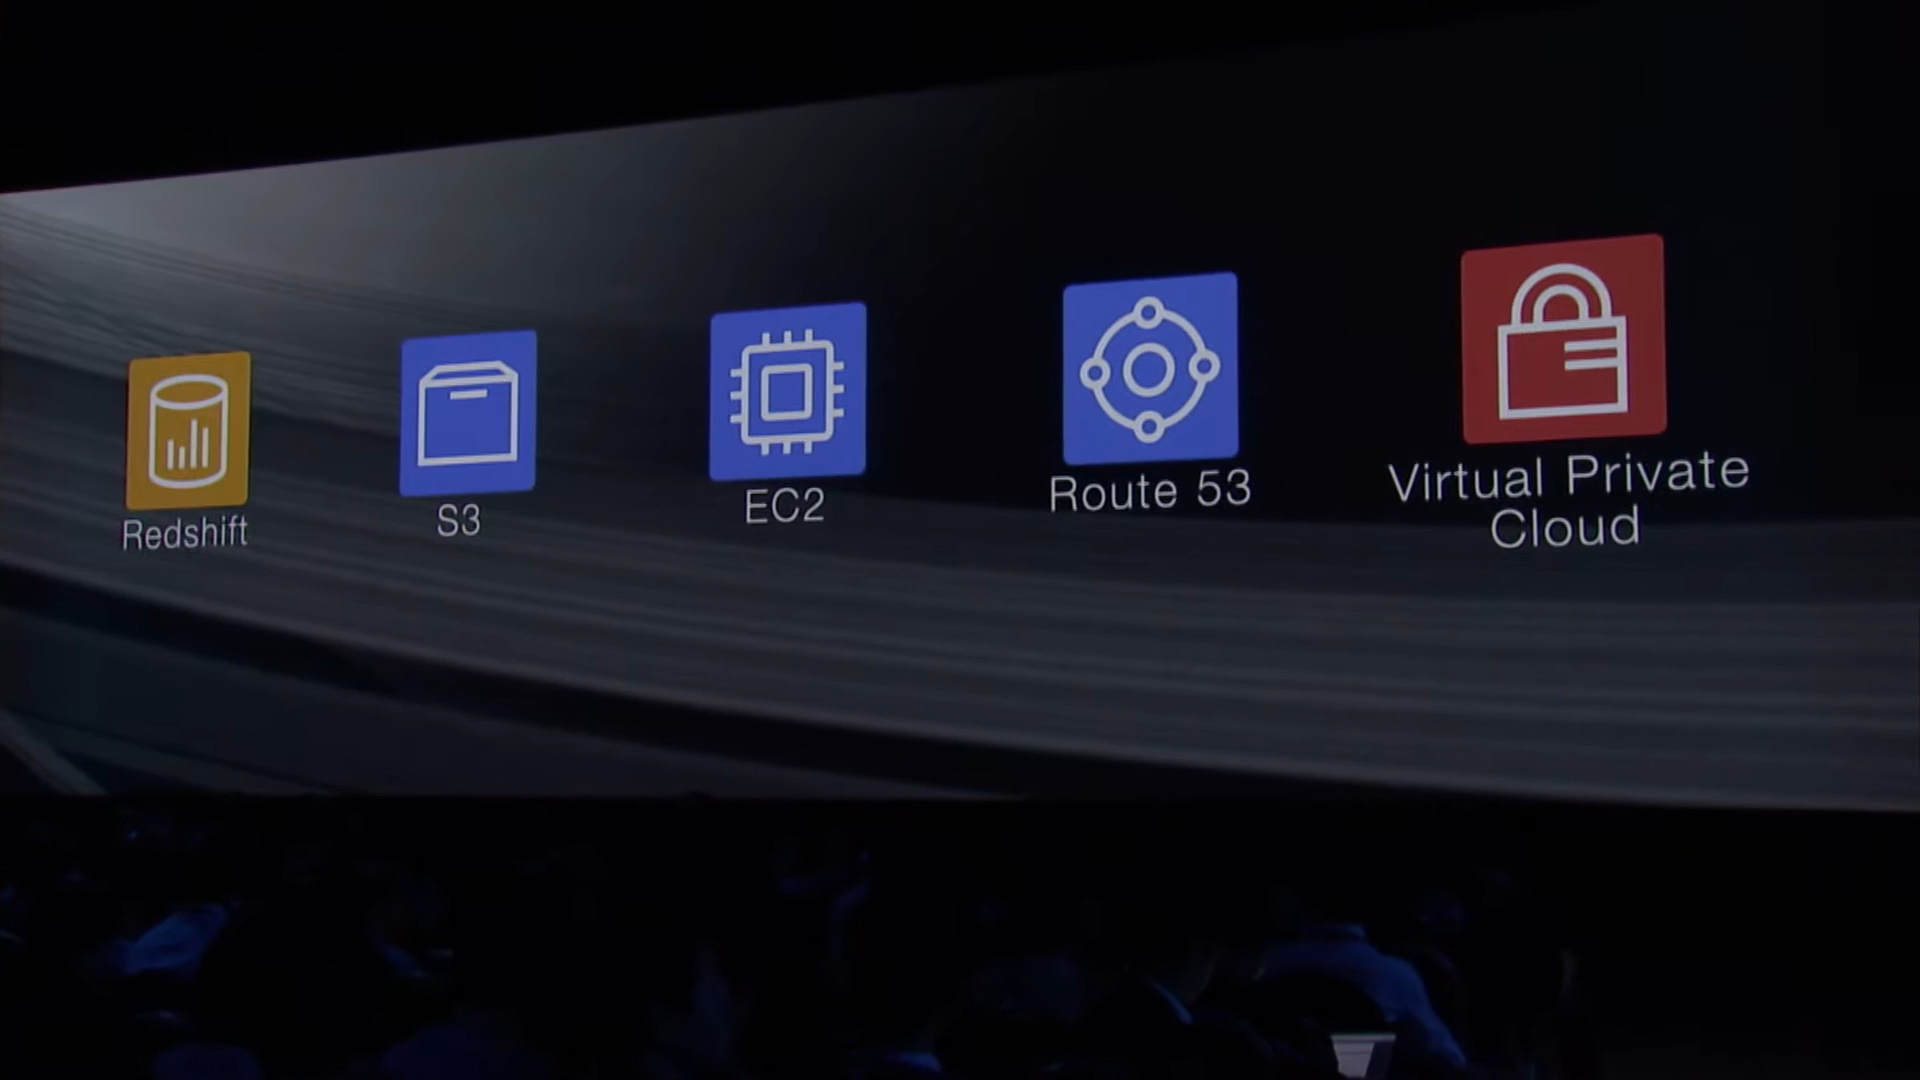 Redshift
S3
EC2
Route 53
Virtual Private
Cloud